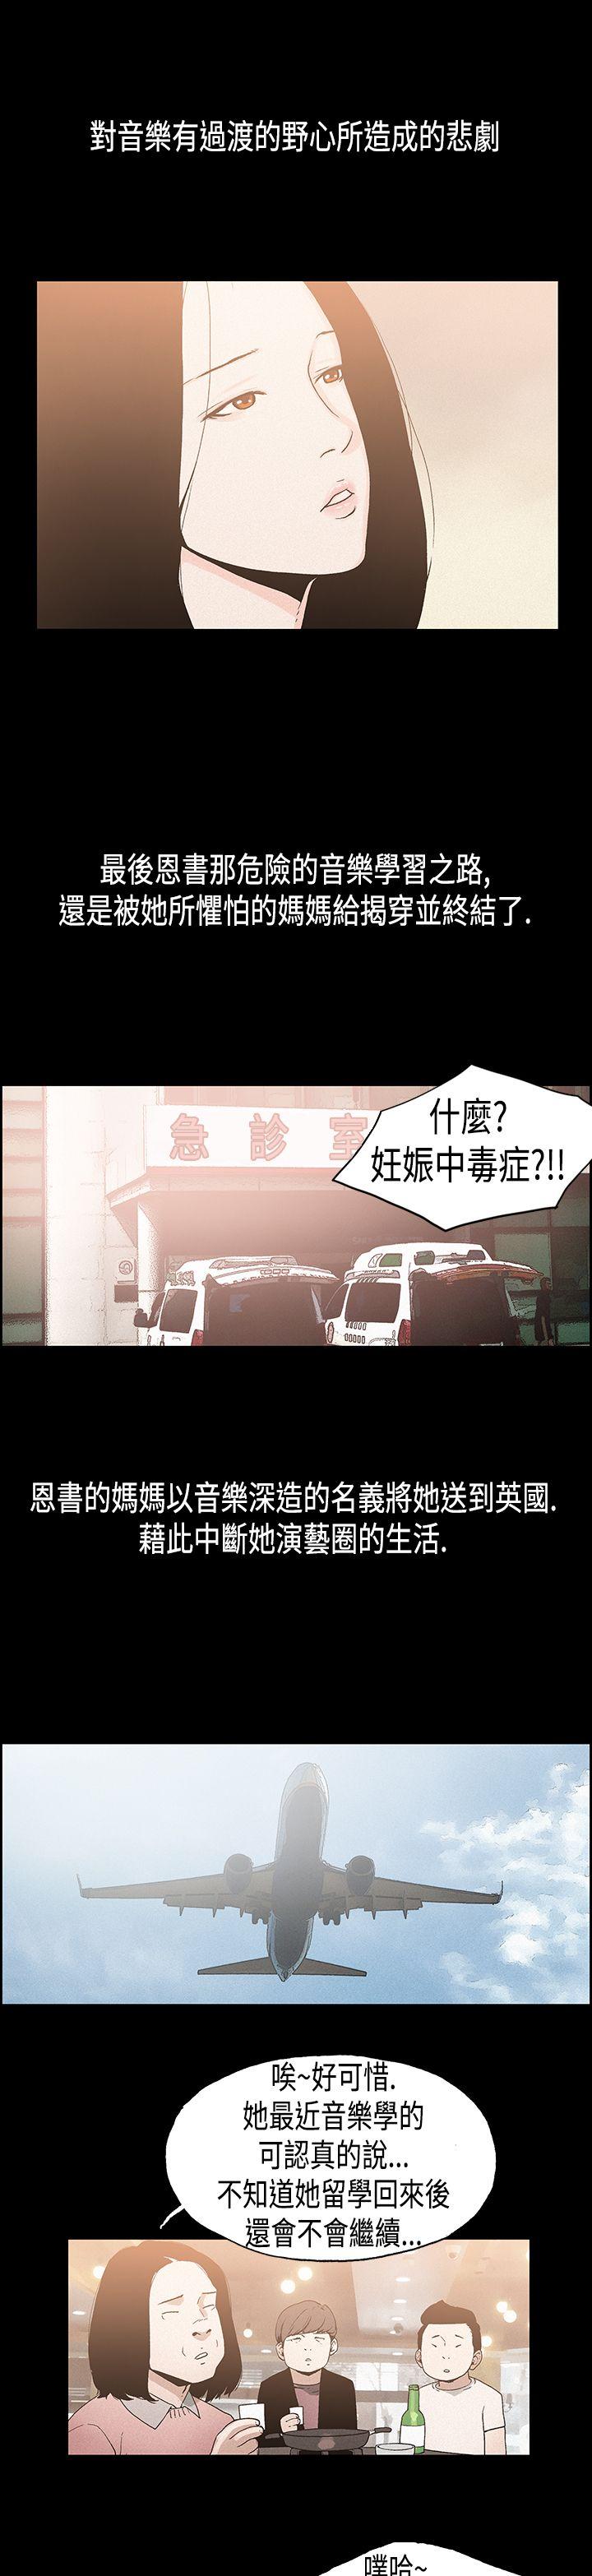 對音樂有過渡的野心所造成的悲劇
最後恩書那危險的音樂學習之路,
還是被她所懼怕的媽媽給揭穿並終結了.
什麼?
妊娠中毒症?!!
急診室
恩書的媽媽以音樂深造的名義將她送到英國.
藉此中斷她演藝圈的生活.
唉~好可惜.
她最近音樂學的
可認真的說...
不知道她留學回來後
還會不會繼續...
噗哈~